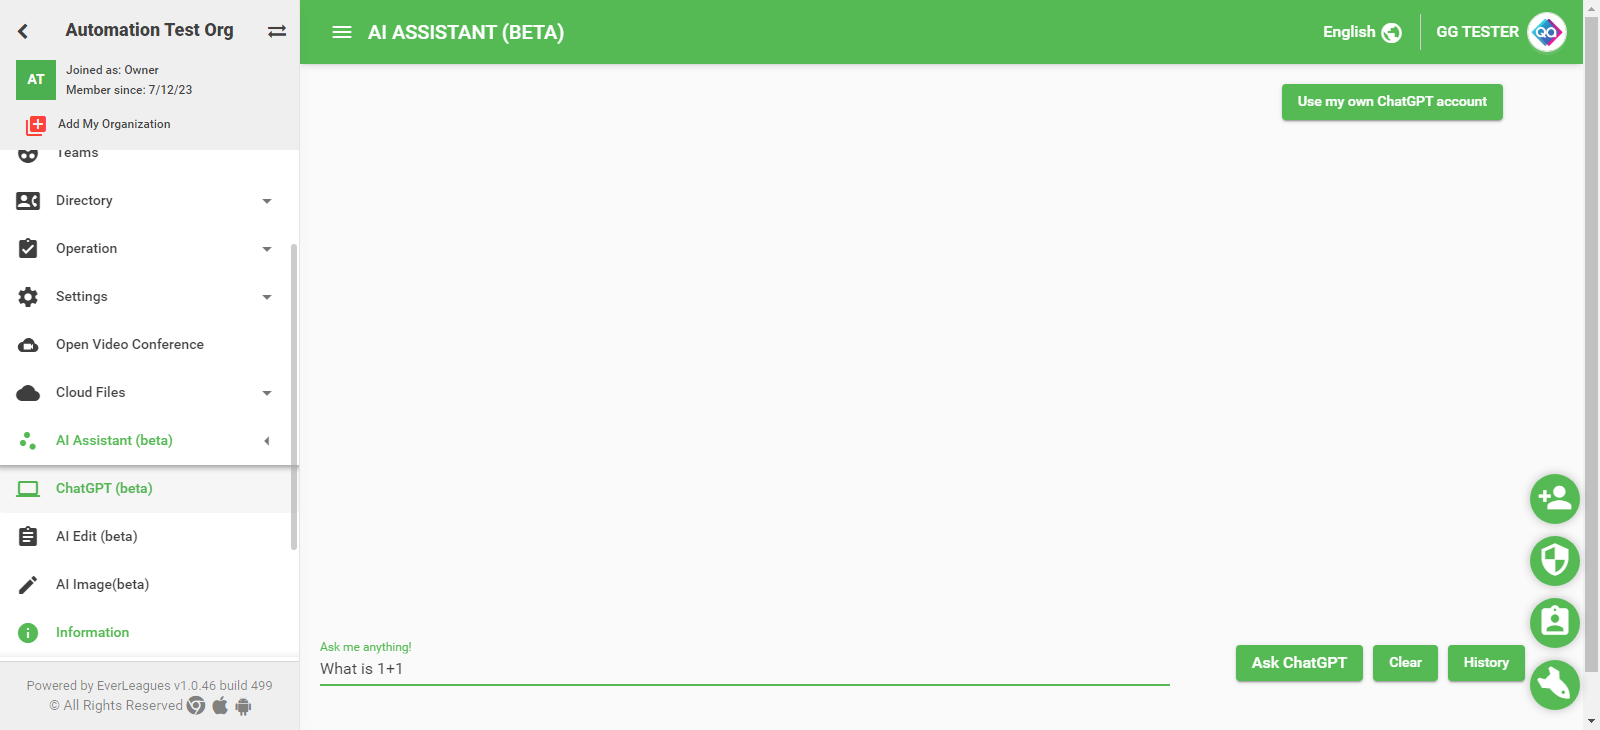 Automation Test Org
AT
Joined as: Owner
Member since: 7/12/23
Add My Organization
Teams
Directory
Operation
Settings
Open Video Conference
Cloud Files
AI Assistant (beta)
ChatGPT (beta)
AI Edit (beta)
AI Image(beta)
Information
Powered by EverLeagues v1.0.46 build 499
© All Rights Reserved
AI ASSISTANT (BETA)
English
GG TESTER
QA
Use my own ChatGPT account
Ask me anything!
What is 1+1
Ask ChatGPT
Clear
History